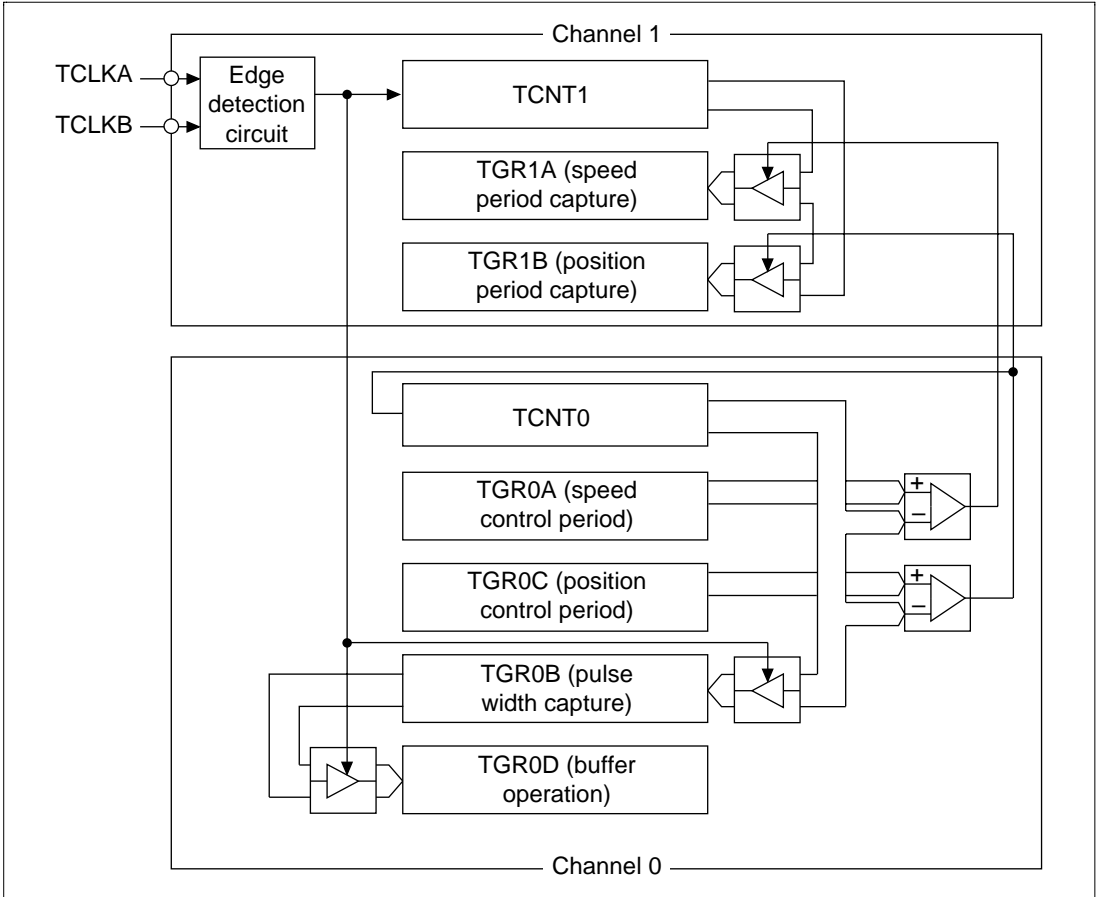 Channel 1
TCLKA
TCLKB
Edge
detection
circuit
TCNT1
TGR1A (speed
period capture)
TGR1B (position
period capture)
TCNT0
TGR0A (speed
control period)
+
−
TGR0C (position
control period)
+
−
TGR0B (pulse
width capture)
TGR0D (buffer
operation)
Channel 0